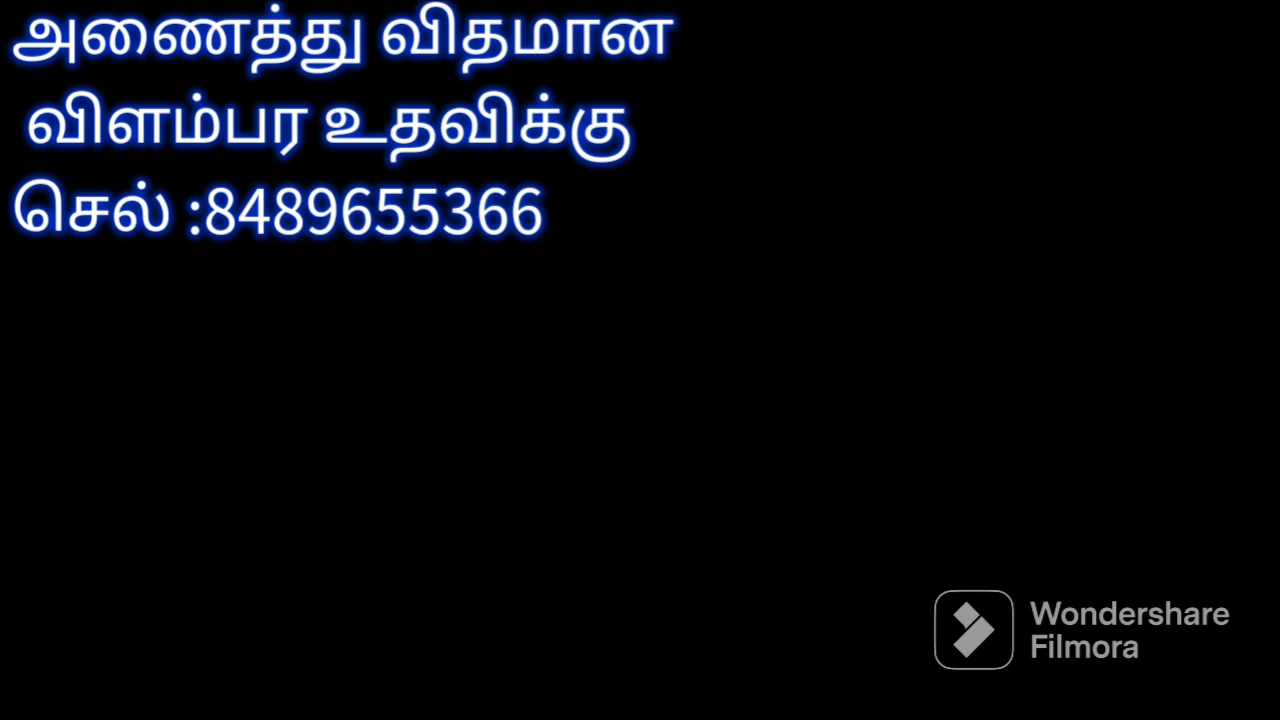 அணைத்து விதமான
விளம்பர உதவிக்கு
செல் :8489655366
Wondershare
Filmora